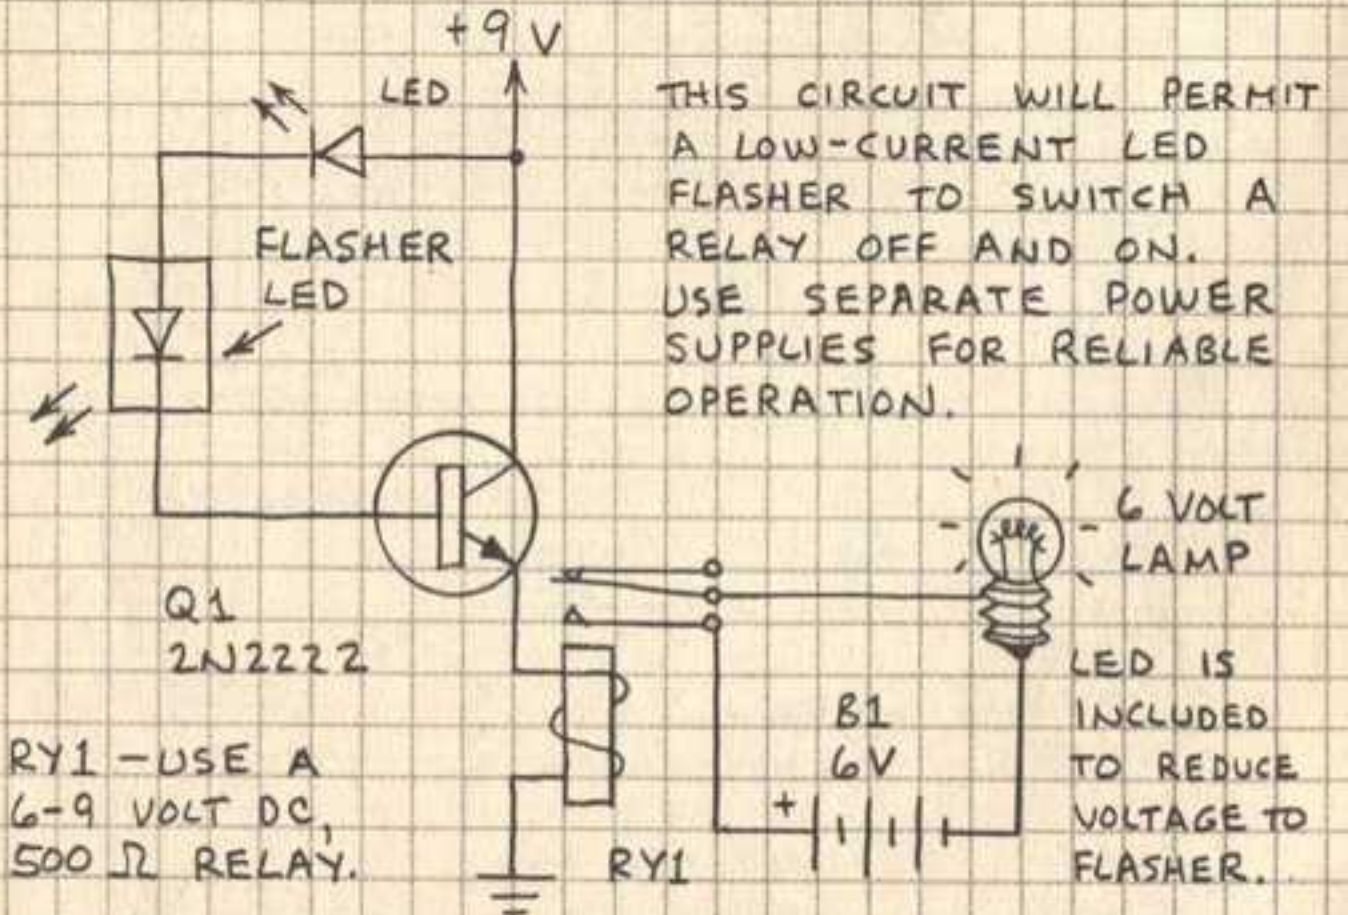 +9 V
LED
THIS CIRCUIT WILL PERMIT
A LOW-CURRENT LED
FLASHER TO SWITCH A
RELAY OFF AND ON.
USE SEPARATE POWER
SUPPLIES FOR RELIABLE
OPERATION.
FLASHER
LED
6 VOLT
LAMP
Q1
2N2222
LED IS
INCLUDED
TO REDUCE
VOLTAGE TO
FLASHER.
B1
6V
+
RY1 - USE A
6-9 VOLT DC,
500 Ω RELAY.
RY1